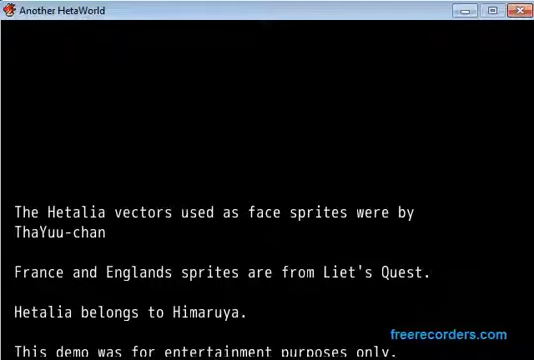 Another HetaWorld
The Hetalia vectors used as face sprites were by
ThaYuu-chan
France and Englands sprites are from Liet's Quest.
Hetalia belongs to Himaruya.
freerecorders.com
This demo was for entertainment purposes only.